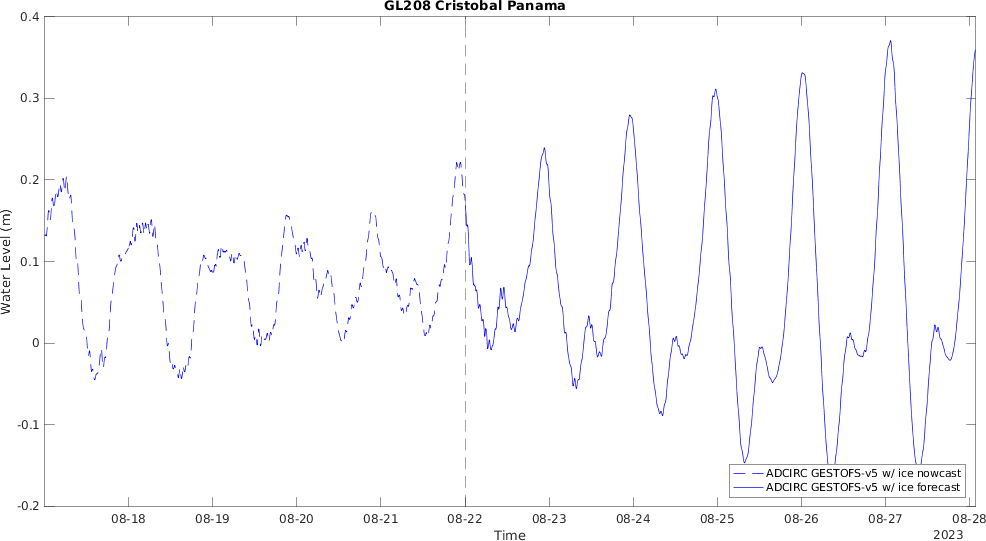 GL208 Cristobal Panama
0.4
0.3
0.2
0.1
0
-0.1
-0.2
Water Level (m)
ADCIRC GESTOFS-v5 w/ ice nowcast
ADCIRC GESTOFS-v5 w/ ice forecast
08-18 08-19 08-20 08-21 08-22 08-23 08-24 08-25 08-26 08-27 08-28
Time
2023